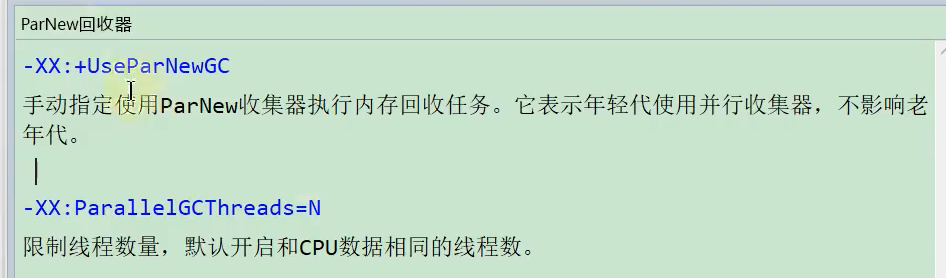 ParNew回收器
-XX:+UseParNewGC
手动指定使用ParNew收集器执行内存回收任务。它表示年轻代使用并行收集器，不影响老
年代。
-XX:ParallelGCThreads=N
限制线程数量，默认开启和CPU数据相同的线程数。